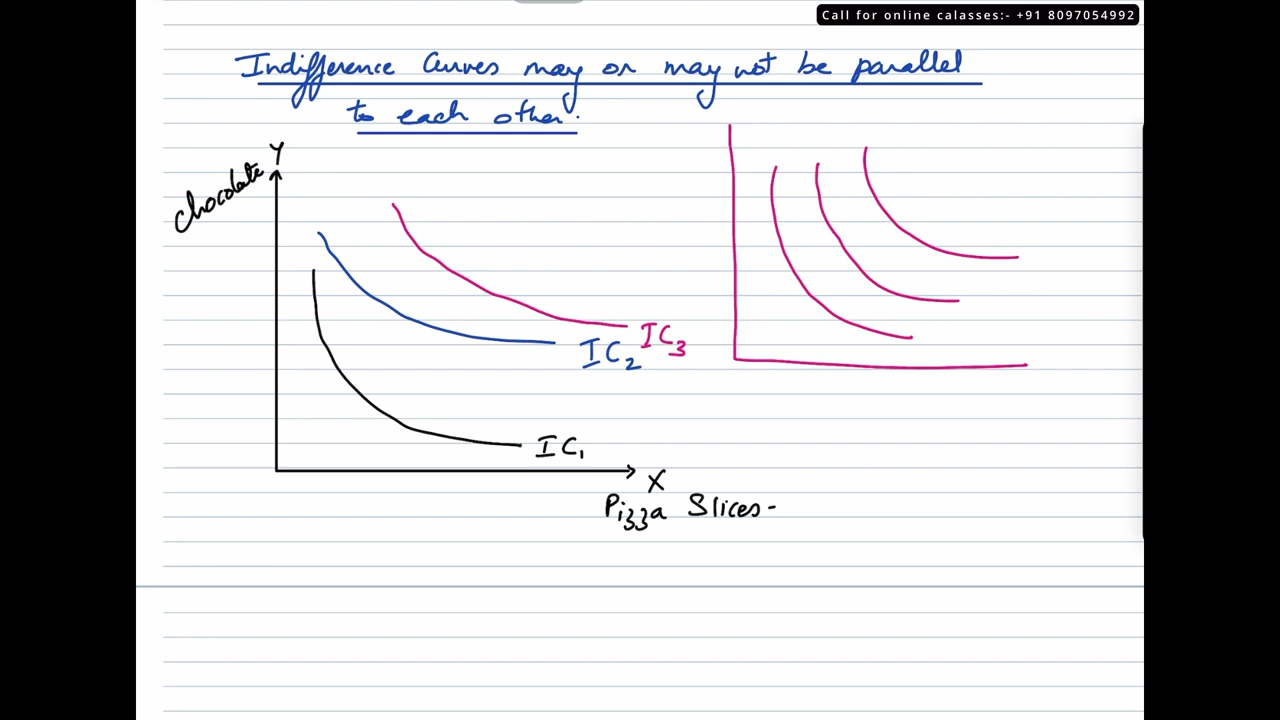 Call for online calasses:- +91 8097054992
Indifference Curves may or may not be parallel
to each other.
Y
Chocolate
IC3
IC2
IC1
X
Pizza Slices-